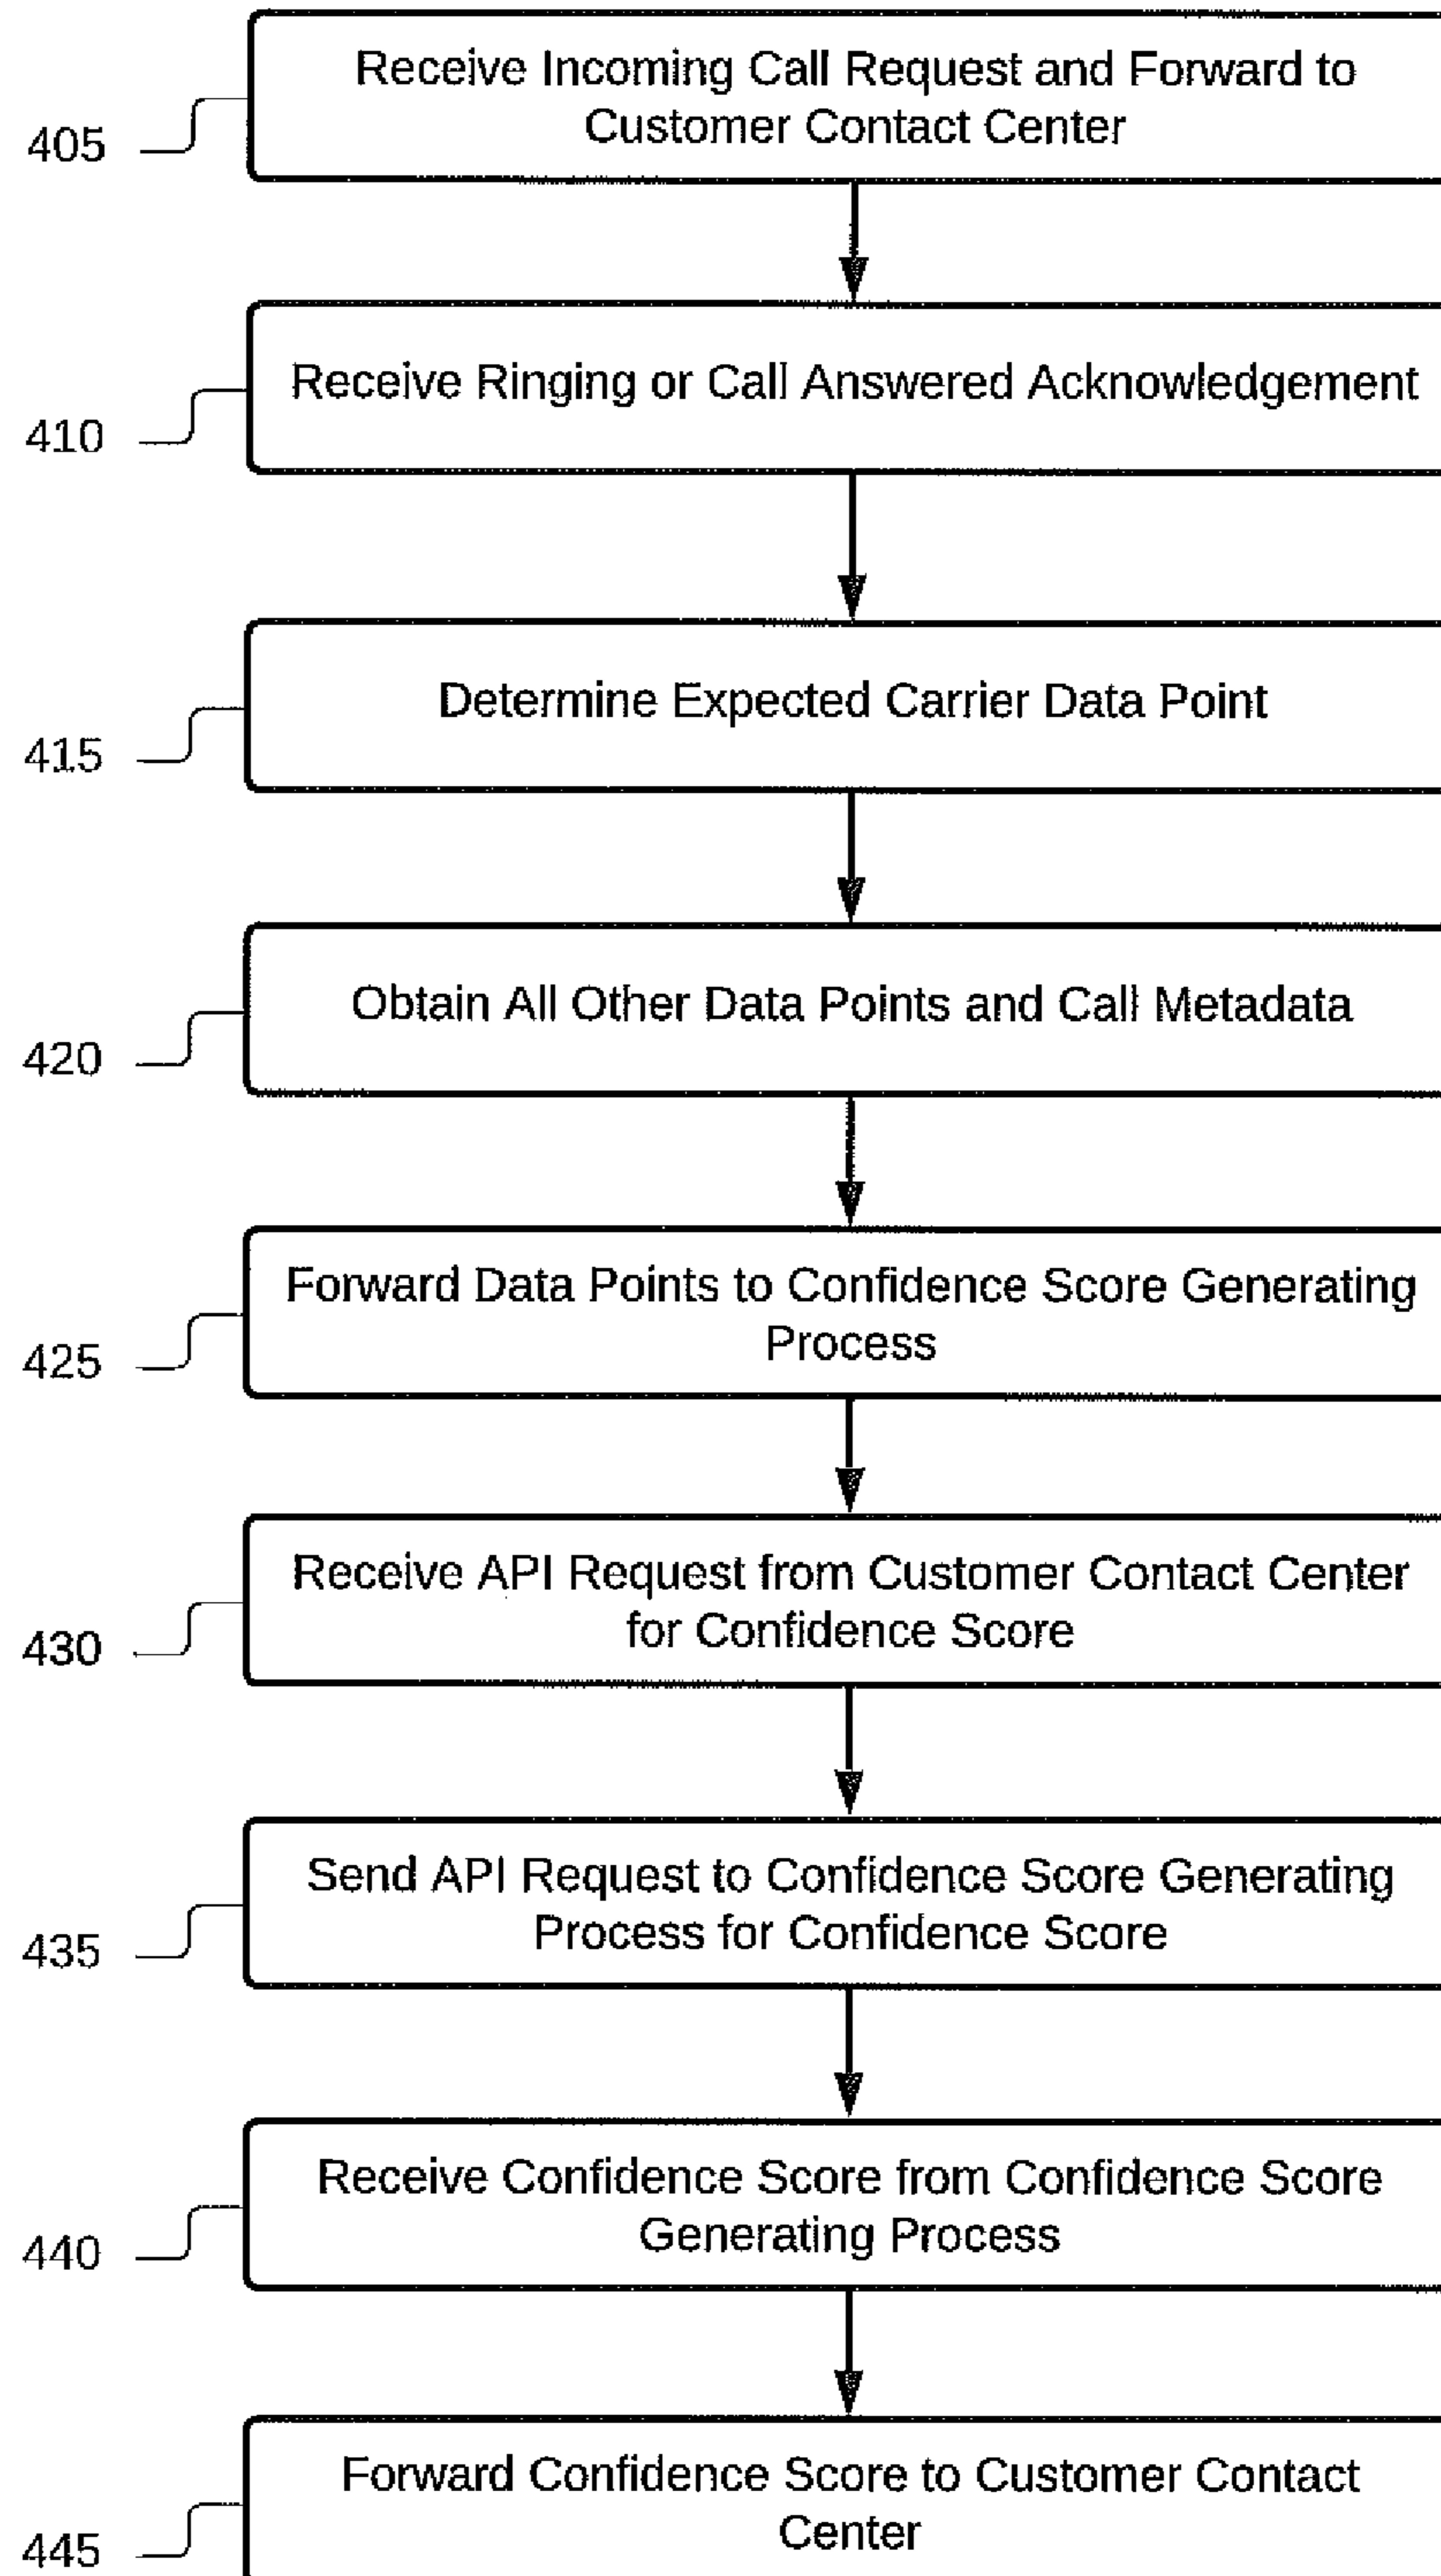 Receive Incoming Call Request and Forward to
Customer Contact Center
405
Receive Ringing or Call Answered Acknowledgement
410
Determine Expected Carrier Data Point
415
Obtain All Other Data Points and Call Metadata
420
Forward Data Points to Confidence Score Generating
Process
425
Receive API Request from Customer Contact Center
for Confidence Score
430
Send API Request to Confidence Score Generating
Process for Confidence Score
435
Receive Confidence Score from Confidence Score
Generating Process
440
Forward Confidence Score to Customer Contact
Center
445